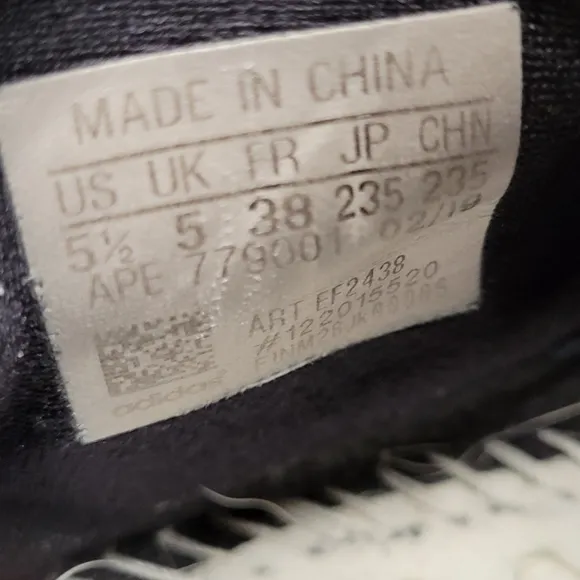 MADE IN CHINA
US UK FR JP CHN
5½ 5 38 235 235
APE 779001 02/19
ART EF2438
#122015520
adidas